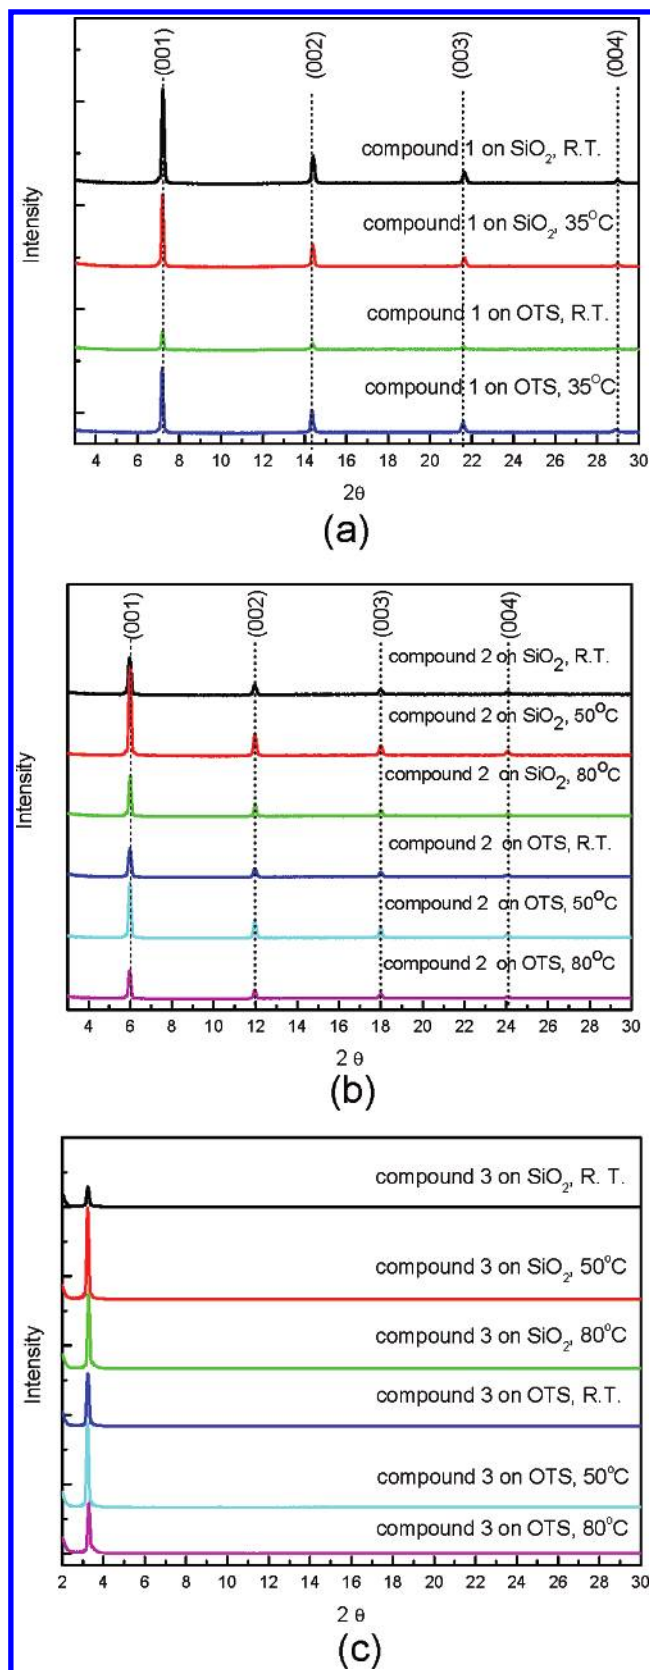 (001) (002) (003) (004)
compound 1 on SiO₂, R.T.
compound 1 on SiO₂, 35°C
compound 1 on OTS, R.T.
compound 1 on OTS, 35°C
Intensity
4 6 8 10 12 14 16 18 20 22 24 26 28 30
2θ
(a)
(001) (002) (003) (004)
compound 2 on SiO₂, R.T.
compound 2 on SiO₂, 50°C
compound 2 on SiO₂, 80°C
compound 2 on OTS, R.T.
compound 2 on OTS, 50°C
compound 2 on OTS, 80°C
Intensity
4 6 8 10 12 14 16 18 20 22 24 26 28 30
2 θ
(b)
compound 3 on SiO₂, R. T.
compound 3 on SiO₂, 50°C
compound 3 on SiO₂, 80°C
compound 3 on OTS, R.T.
compound 3 on OTS, 50°C
compound 3 on OTS, 80°C
Intensity
2 4 6 8 10 12 14 16 18 20 22 24 26 28 30
2 θ
(c)